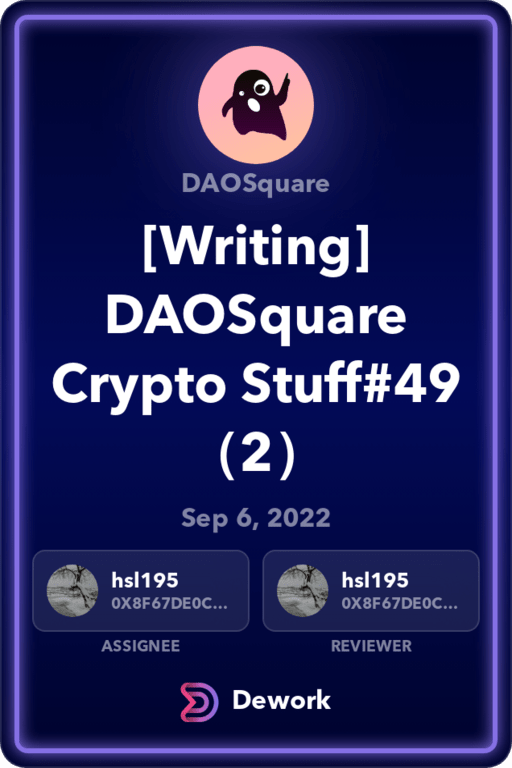 DAOSquare
[Writing]
DAOSquare
Crypto Stuff#49
（2）
Sep 6, 2022
hsl195
0X8F67DE0C...
ASSIGNEE
hsl195
0X8F67DE0C...
REVIEWER
Dework